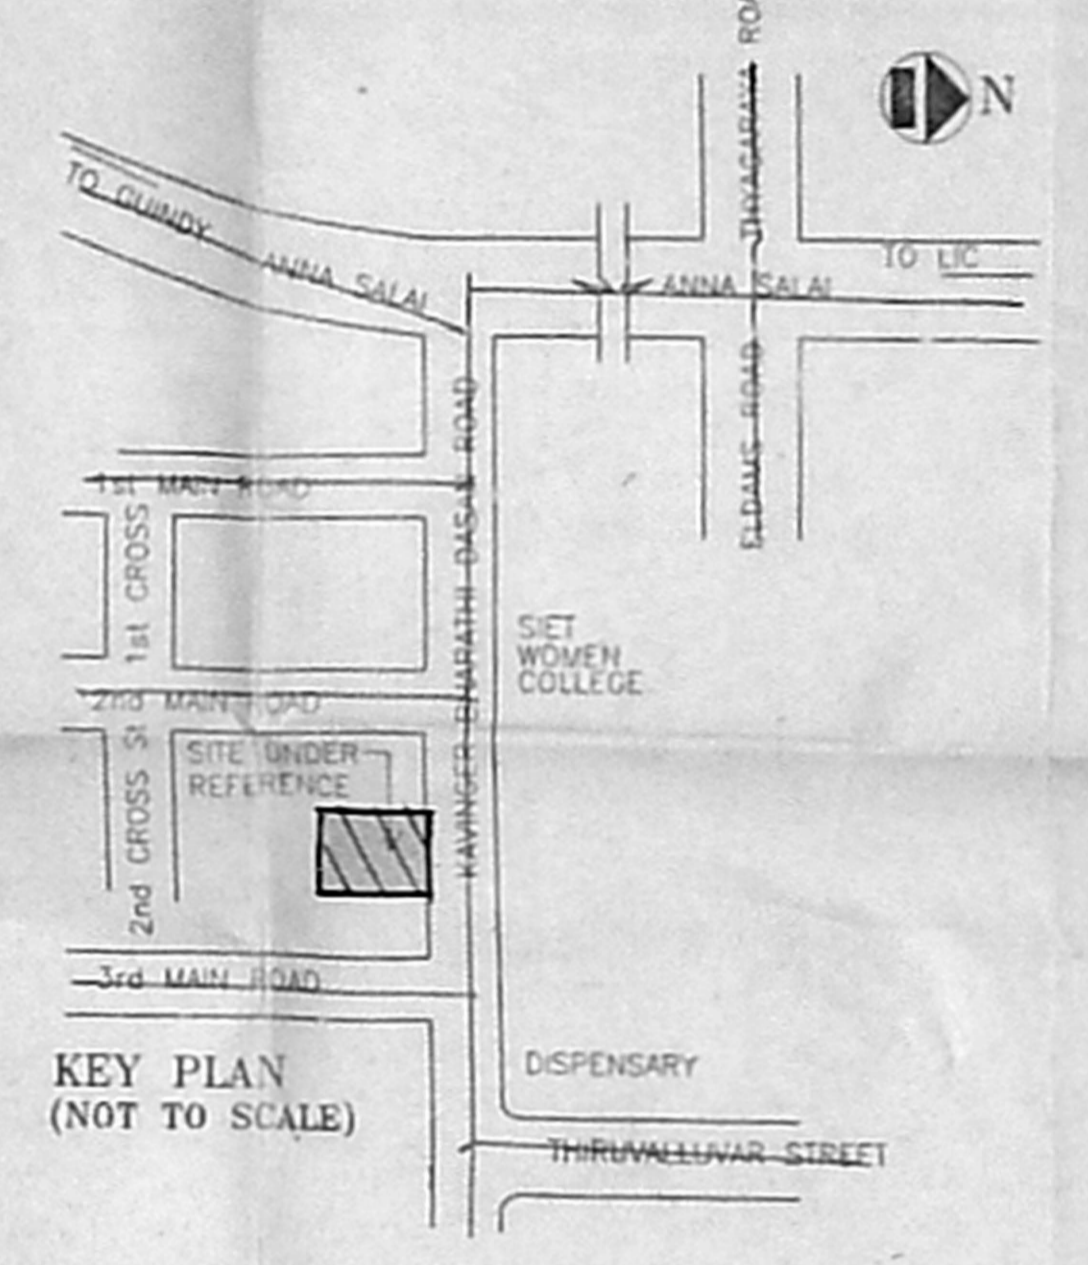 N
THYAGARAYA RO
TO GUINDY
ANNA SALAI
ANNA SALAI
TO LIC
ELDAMS ROAD
KAVINGER BHARATHI DASAN ROAD
1st MAIN ROAD
1st CROSS
SIET
WOMEN
COLLEGE
2nd MAIN ROAD
2nd CROSS St
SITE UNDER
REFERENCE
3rd MAIN ROAD
KEY PLAN
(NOT TO SCALE)
DISPENSARY
THIRUVALLUVAR STREET